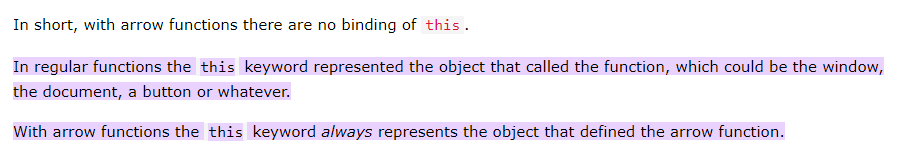 In short, with arrow functions there are no binding of this.
In regular functions the this keyword represented the object that called the function, which could be the window,
the document, a button or whatever.
With arrow functions the this keyword always represents the object that defined the arrow function.